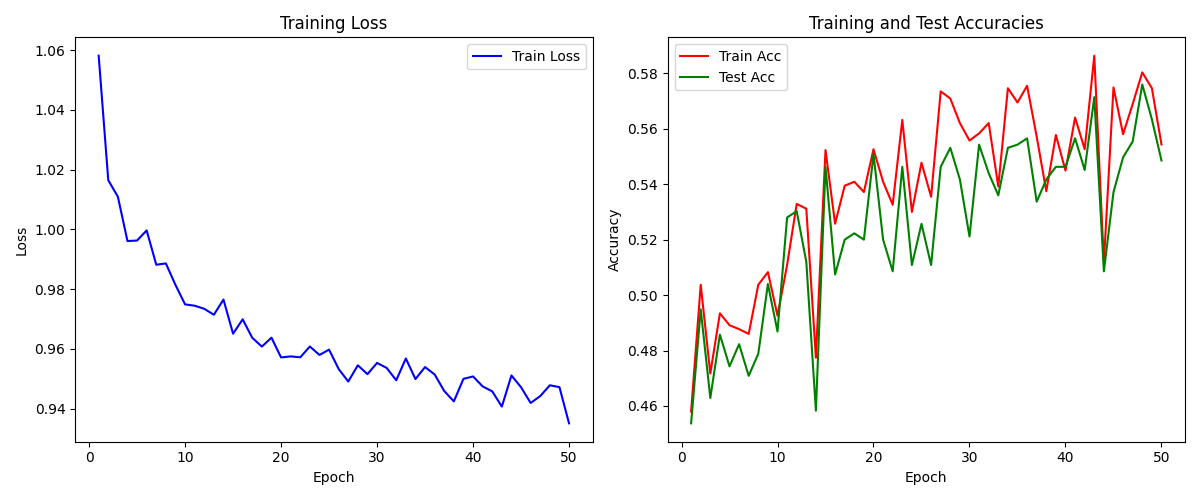 Training Loss
1.06
1.04
1.02
1.00
0.98
0.96
0.94
Loss
Train Loss
0
10
20
30
40
50
Epoch
Training and Test Accuracies
0.58
0.56
0.54
0.52
0.50
0.48
0.46
Accuracy
Train Acc
Test Acc
0
10
20
30
40
50
Epoch